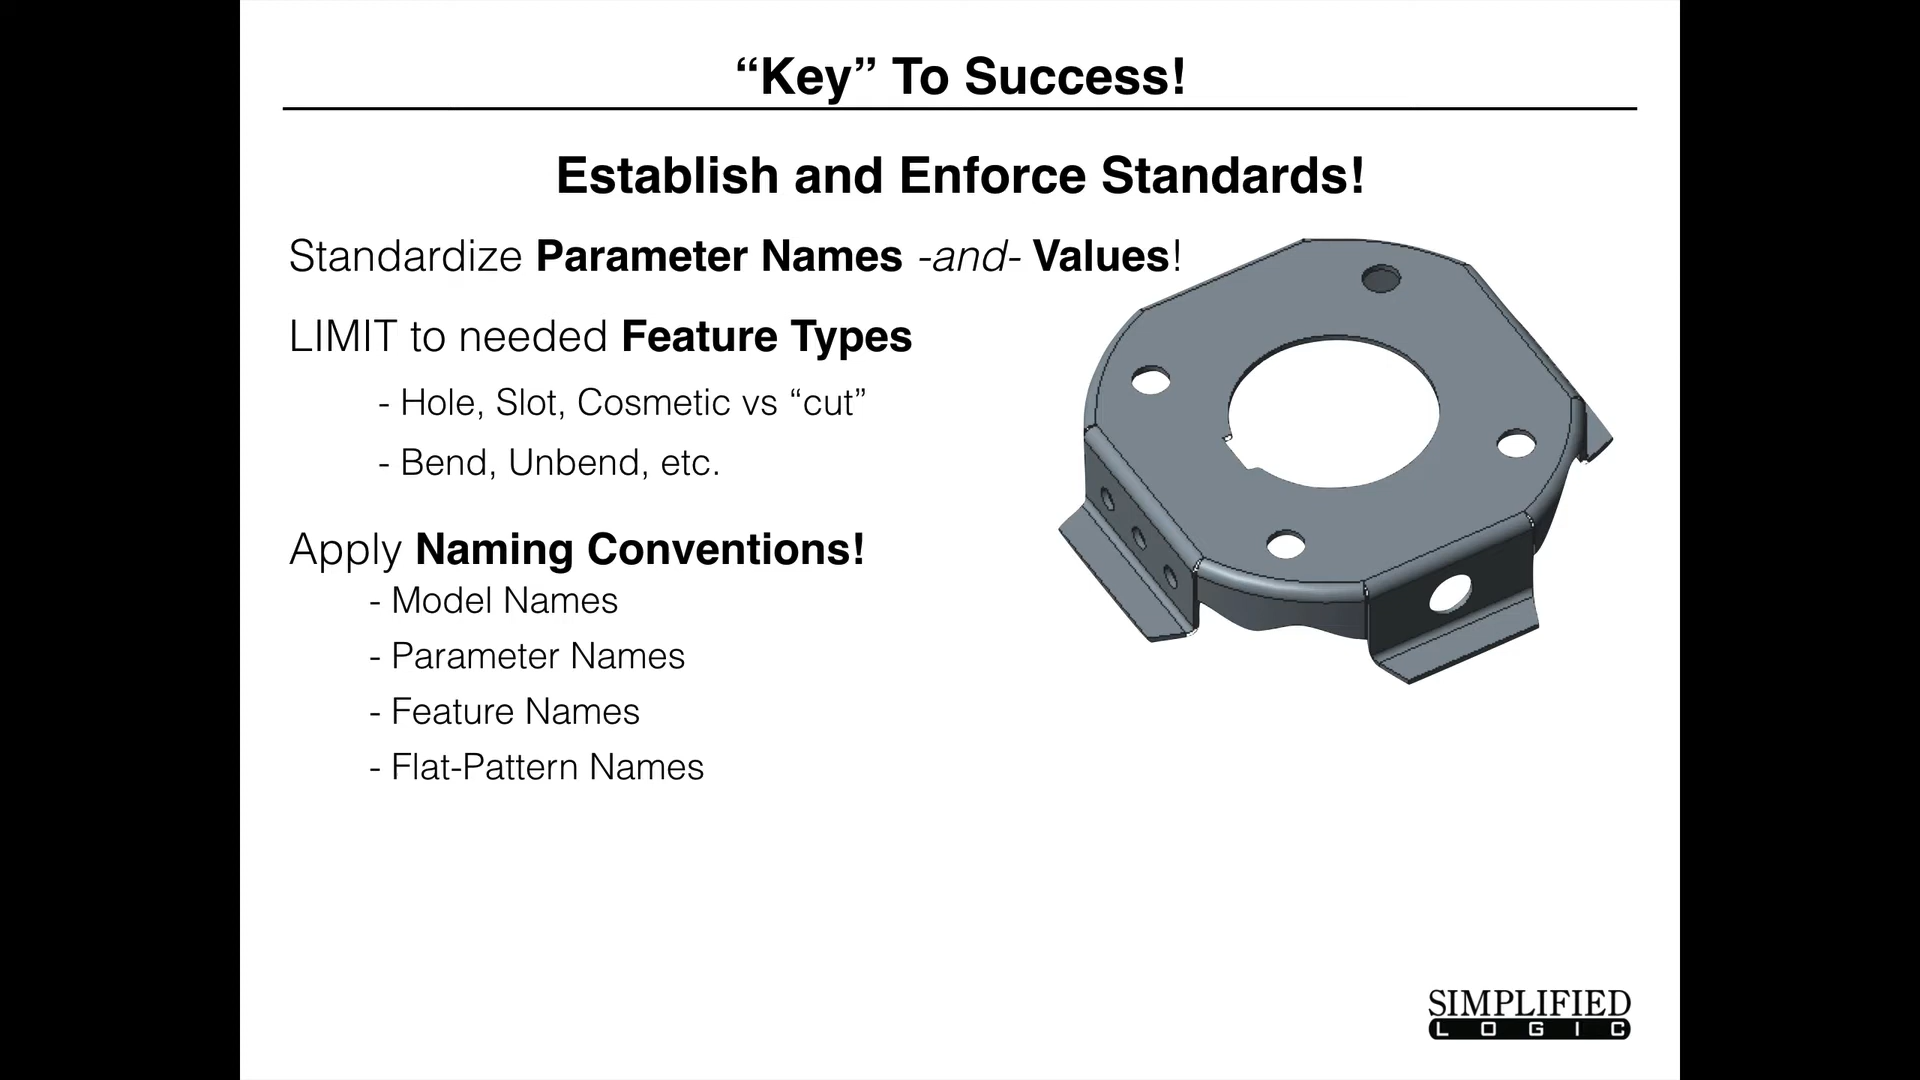 “Key” To Success!
Establish and Enforce Standards!
Standardize Parameter Names -and- Values!
LIMIT to needed Feature Types
- Hole, Slot, Cosmetic vs “cut”
- Bend, Unbend, etc.
Apply Naming Conventions!
- Model Names
- Parameter Names
- Feature Names
- Flat-Pattern Names
SIMPLIFIED
LOGIC